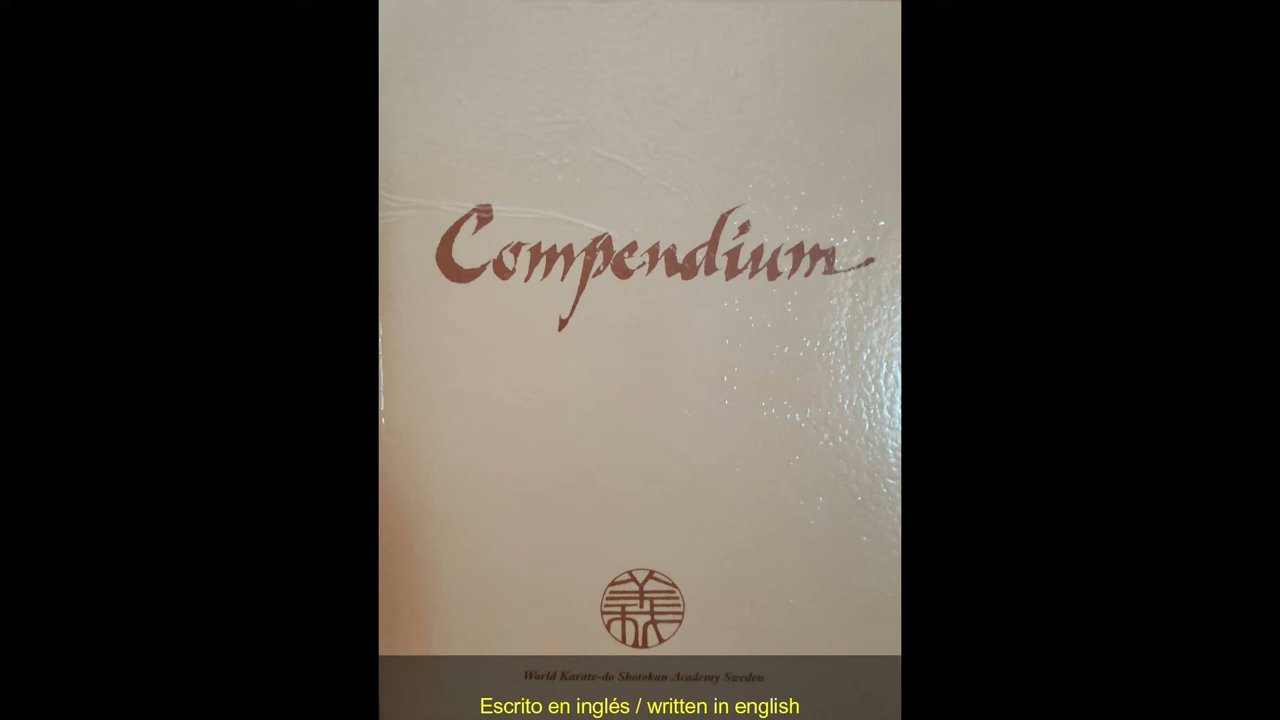 Compendium
World Karate-do Shotokan Academy Sweden
Escrito en inglés / written in english